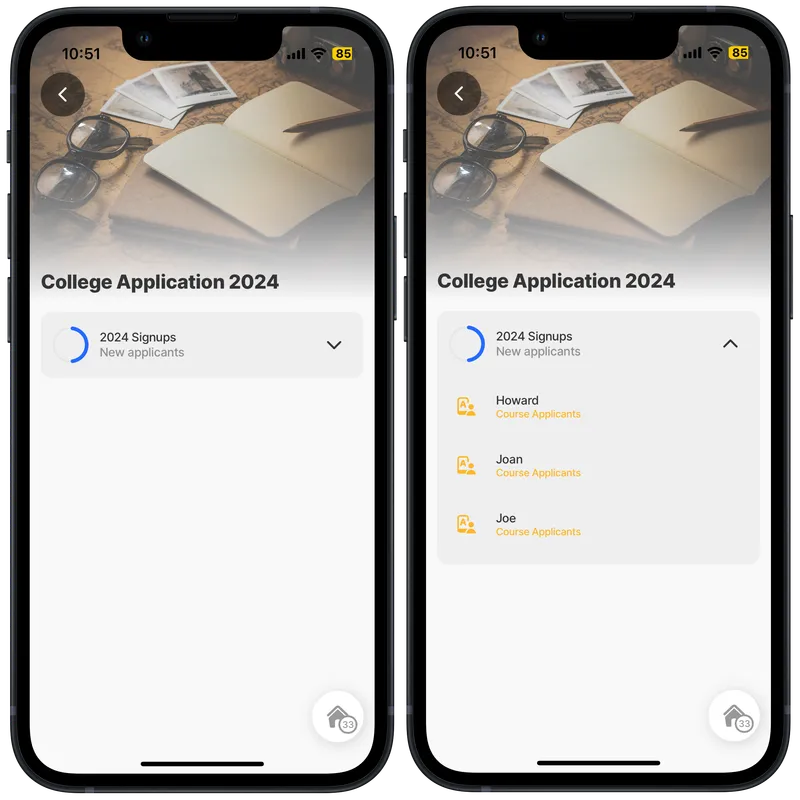 10:51
85
College Application 2024
2024 Signups
New applicants
33
10:51
85
College Application 2024
2024 Signups
New applicants
A
Howard
Course Applicants
A
Joan
Course Applicants
A
Joe
Course Applicants
33